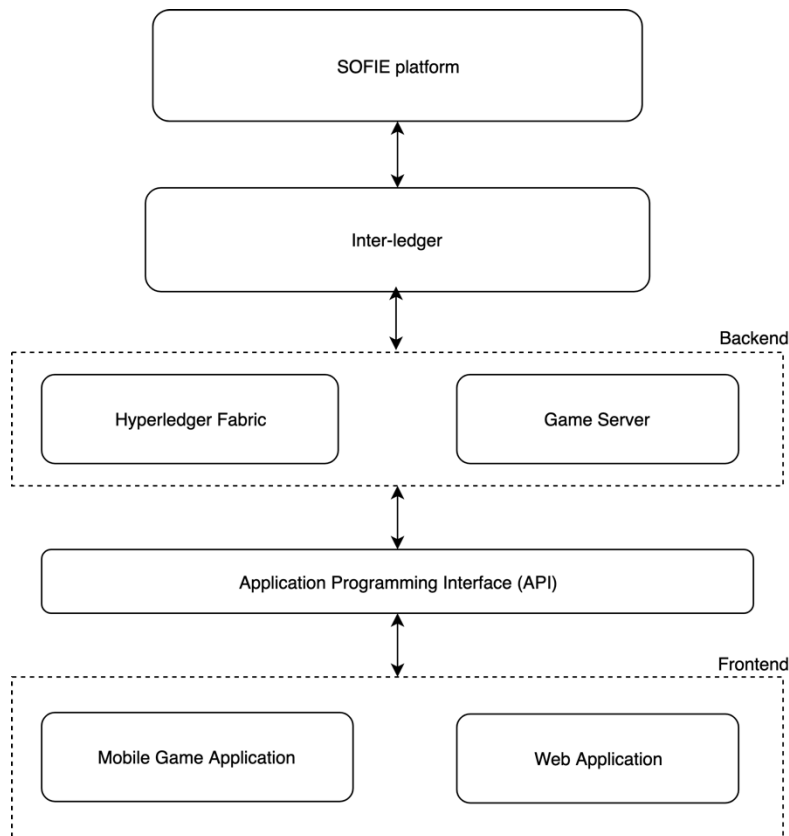 SOFIE platform
Inter-ledger
Backend
Hyperledger Fabric
Game Server
Application Programming Interface (API)
Frontend
Mobile Game Application
Web Application